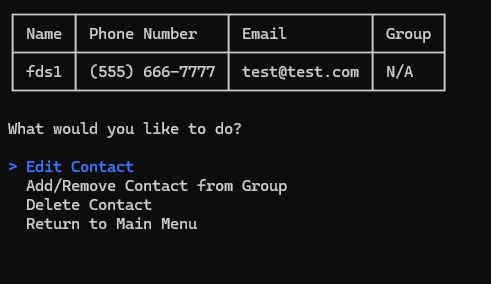 Name Phone Number Email Group
fds1 (555) 666-7777 test@test.com N/A
What would you like to do?
> Edit Contact
Add/Remove Contact from Group
Delete Contact
Return to Main Menu